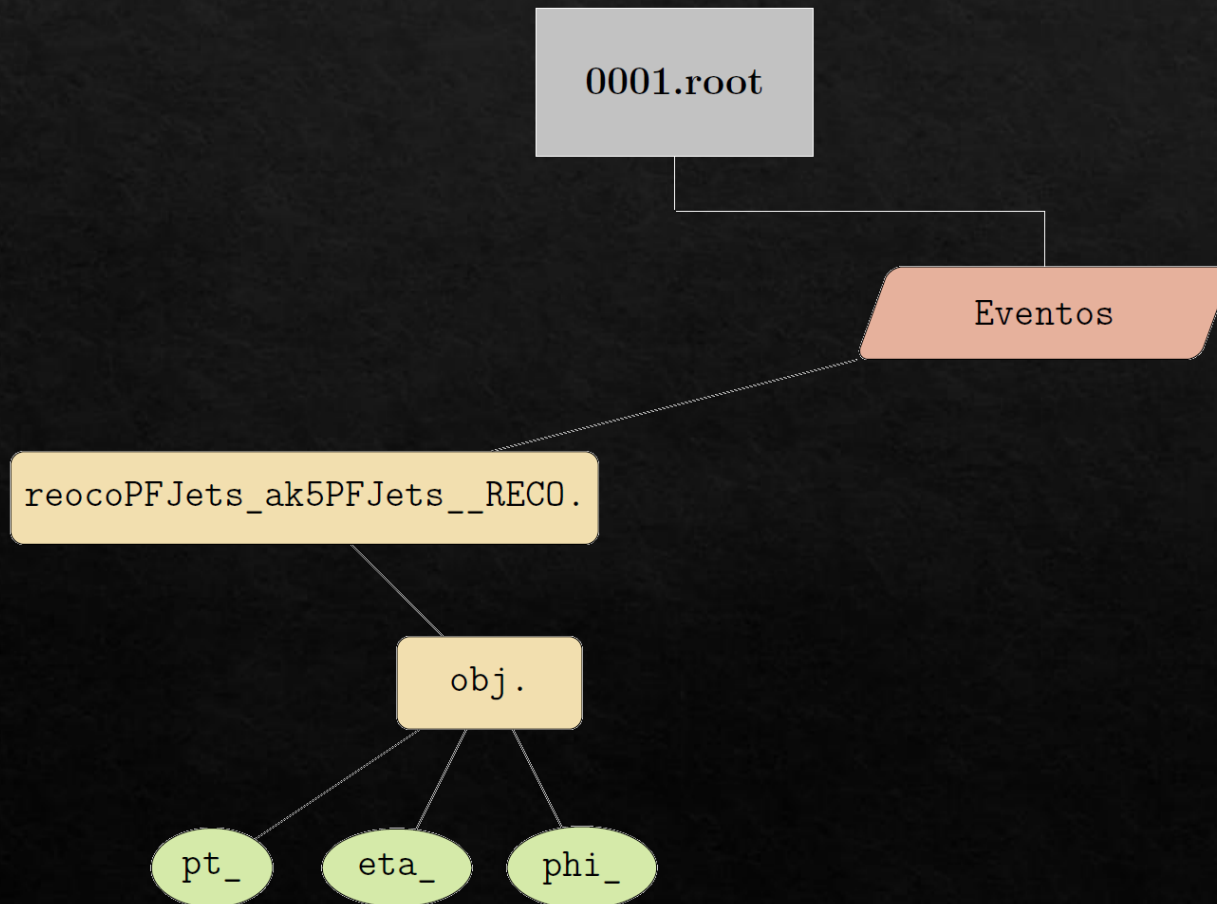 0001.root
Eventos
reocoPFJets_ak5PFJets__RECO.
obj.
pt_
eta_
phi_